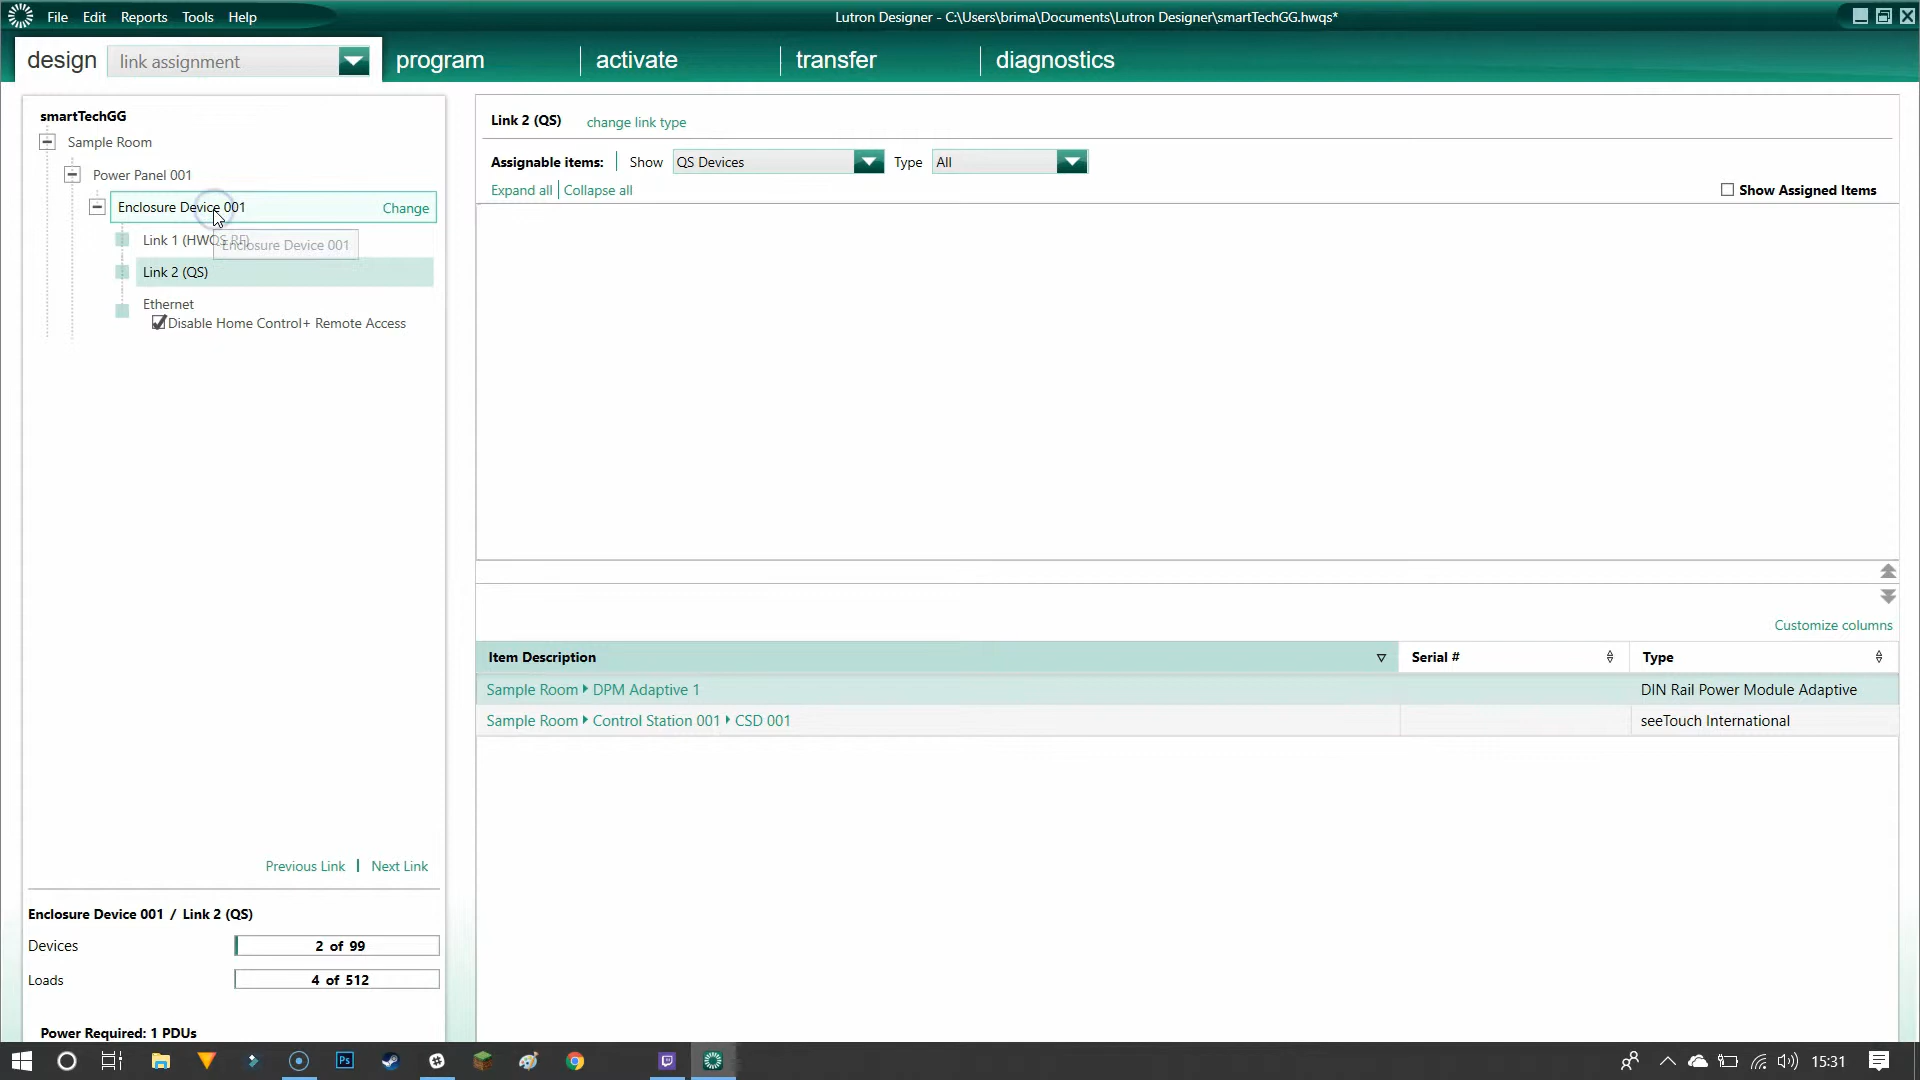 File Edit Reports Tools Help
Lutron Designer - C:\Users\brima\Documents\Lutron Designer\smartTechGG.hwqs*
design link assignment program activate transfer diagnostics
smartTechGG
Sample Room
Power Panel 001
Enclosure Device 001 Change
Link 1 (HWQS RF)
Enclosure Device 001
Link 2 (QS)
Ethernet
Disable Home Control+ Remote Access
Previous Link | Next Link
Enclosure Device 001 / Link 2 (QS)
Devices 2 of 99
Loads 4 of 512
Power Required: 1 PDUs
Link 2 (QS) change link type
Assignable items: Show QS Devices Type All
Expand all Collapse all
Show Assigned Items
Customize columns
Item Description Serial # Type
Sample Room DPM Adaptive 1 DIN Rail Power Module Adaptive
Sample Room Control Station 001 CSD 001 seeTouch International
Ps
15:31